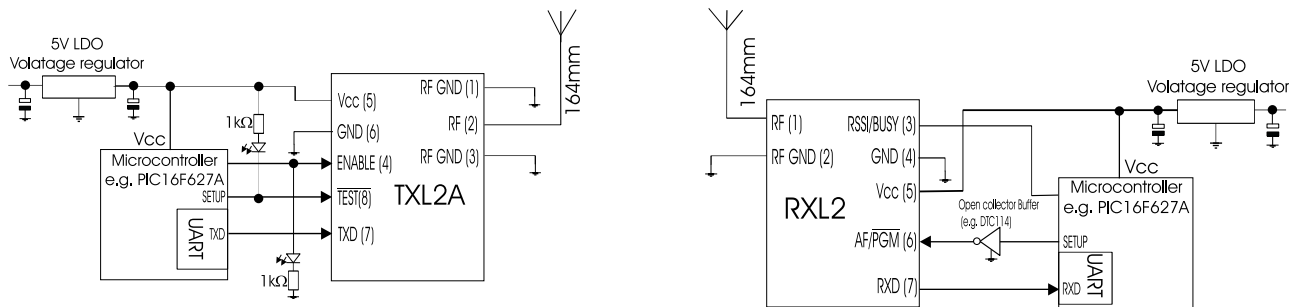 5V LDO
Volatage regulator
Vcc
Microcontroller
e.g. PIC16F627A
SETUP
UART
TXD
1kΩ
1kΩ
Vcc (5)
GND (6)
ENABLE (4)
TEST(8)
TXD (7)
TXL2A
RF GND (1)
RF (2)
RF GND (3)
164mm
164mm
RF (1)
RF GND (2)
RXL2
RSSI/BUSY (3)
GND (4)
Vcc (5)
AF/PGM (6)
RXD (7)
Open collector Buffer
(e.g. DTC114)
5V LDO
Volatage regulator
Vcc
Microcontroller
e.g. PIC16F627A
SETUP
UART
RXD